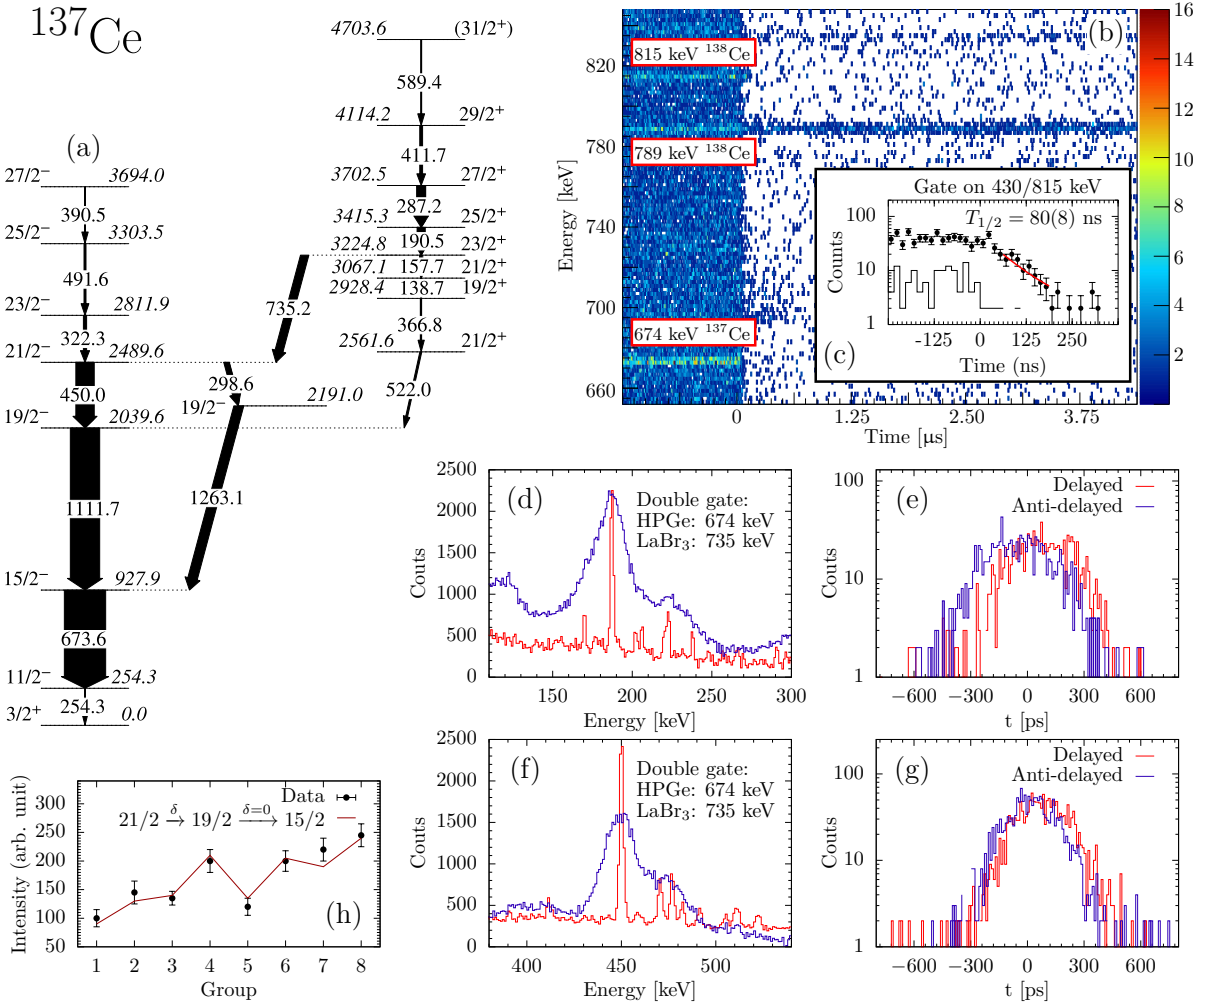 ¹³⁷Ce
(a)
4703.6 (31/2⁺)
589.4
4114.2 29/2⁺
411.7
3702.5 27/2⁺
287.2
3415.3 25/2⁺
190.5
3224.8 23/2⁺
157.7
3067.1 21/2⁺
138.7
2928.4 19/2⁺
366.8
2561.6 21/2⁺
522.0
735.2
27/2⁻ 3694.0
390.5
25/2⁻ 3303.5
491.6
23/2⁻ 2811.9
322.3
21/2⁻ 2489.6
450.0
298.6
19/2⁻ 2191.0
19/2⁻ 2039.6
1111.7
1263.1
15/2⁻ 927.9
673.6
11/2⁻ 254.3
254.3
3/2⁺ 0.0
(b)
815 keV ¹³⁸Ce
789 keV ¹³⁸Ce
674 keV ¹³⁷Ce
Energy [keV]
820
780
740
700
660
0 1.25 2.50 3.75
Time [μs]
16
14
12
10
8
6
4
2
(c)
Gate on 430/815 keV
T₁/₂ = 80(8) ns
Counts
100
10
1
-125 0 125 250
Time (ns)
(d)
Double gate:
HPGe: 674 keV
LaBr₃: 735 keV
Couts
2500
2000
1500
1000
500
0
150 200 250 300
Energy [keV]
(e)
Delayed
Anti-delayed
Couts
100
10
1
−600 −300 0 300 600
t [ps]
(f)
Double gate:
HPGe: 674 keV
LaBr₃: 735 keV
Couts
2500
2000
1500
1000
500
0
400 450 500
Energy [keV]
(g)
Delayed
Anti-delayed
Couts
100
10
1
−600 −300 0 300 600
t [ps]
(h)
Data
21/2 δ→ 19/2 δ=0→ 15/2
Intensity (arb. unit)
300
250
200
150
100
50
1 2 3 4 5 6 7 8
Group